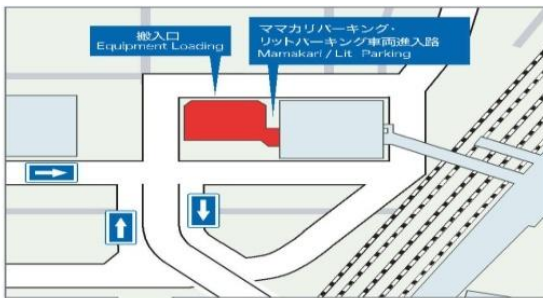 搬入口
Equipment Loading
ママカリパーキング・
リットパーキング車両進入路
Mamakari / Lit Parking